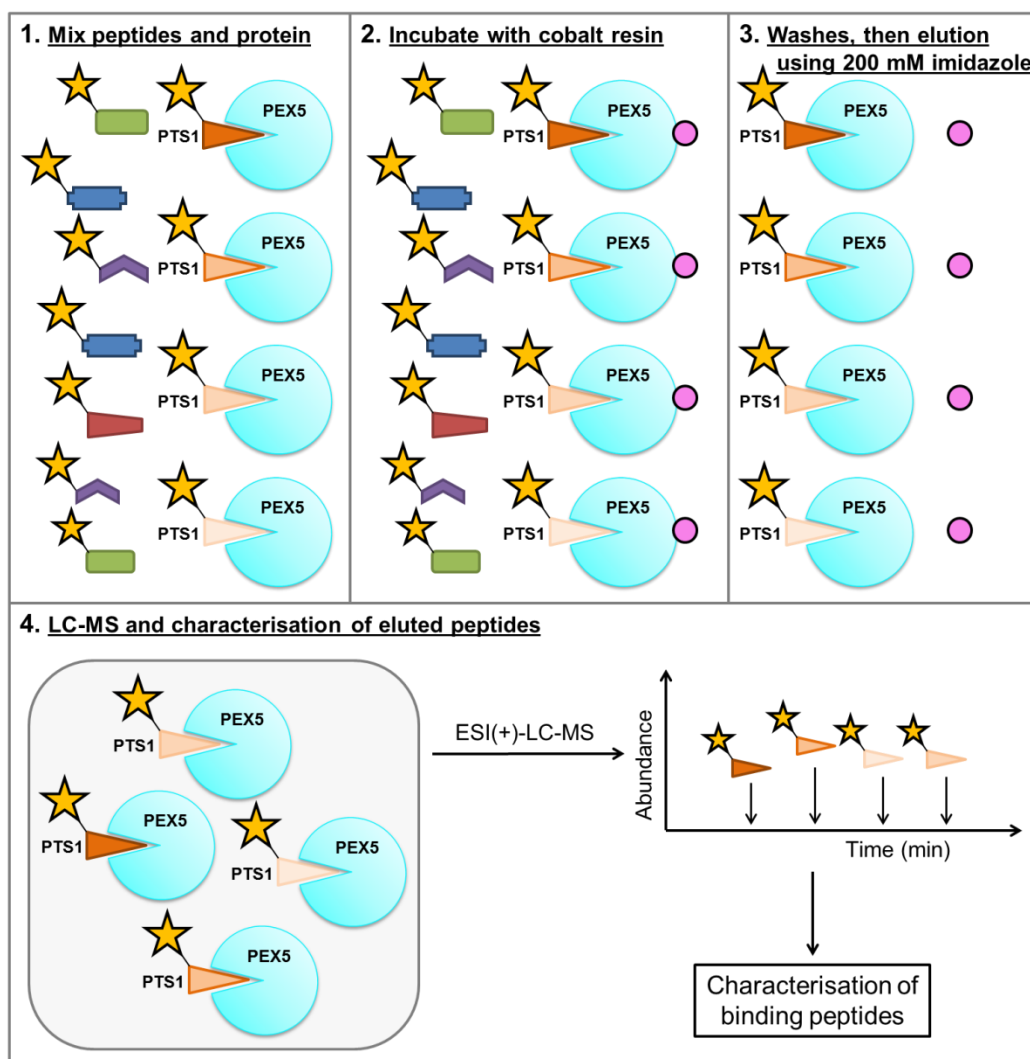 1. Mix peptides and protein
PEX5
PTS1
PEX5
PTS1
PEX5
PTS1
PEX5
PTS1
2. Incubate with cobalt resin
PEX5
PTS1
PEX5
PTS1
PEX5
PTS1
PEX5
PTS1
3. Washes, then elution
using 200 mM imidazole
PEX5
PTS1
PEX5
PTS1
PEX5
PTS1
PEX5
PTS1
4. LC-MS and characterisation of eluted peptides
PEX5
PTS1
PEX5
PTS1
PEX5
PTS1
PEX5
PTS1
ESI(+)-LC-MS
Abundance
Time (min)
Characterisation of
binding peptides